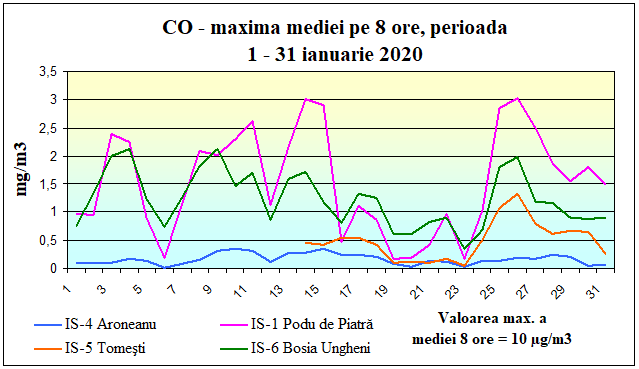 CO - maxima mediei pe 8 ore, perioada
1 - 31 ianuarie 2020
mg/m3
3,5
3
2,5
2
1,5
1
0,5
0
1 3 5 7 9 11 13 15 17 19 21 23 25 27 29 31
IS-4 Aroneanu
IS-1 Podu de Piatră
IS-5 Tomeşti
IS-6 Bosia Ungheni
Valoarea max. a
mediei 8 ore = 10 µg/m3